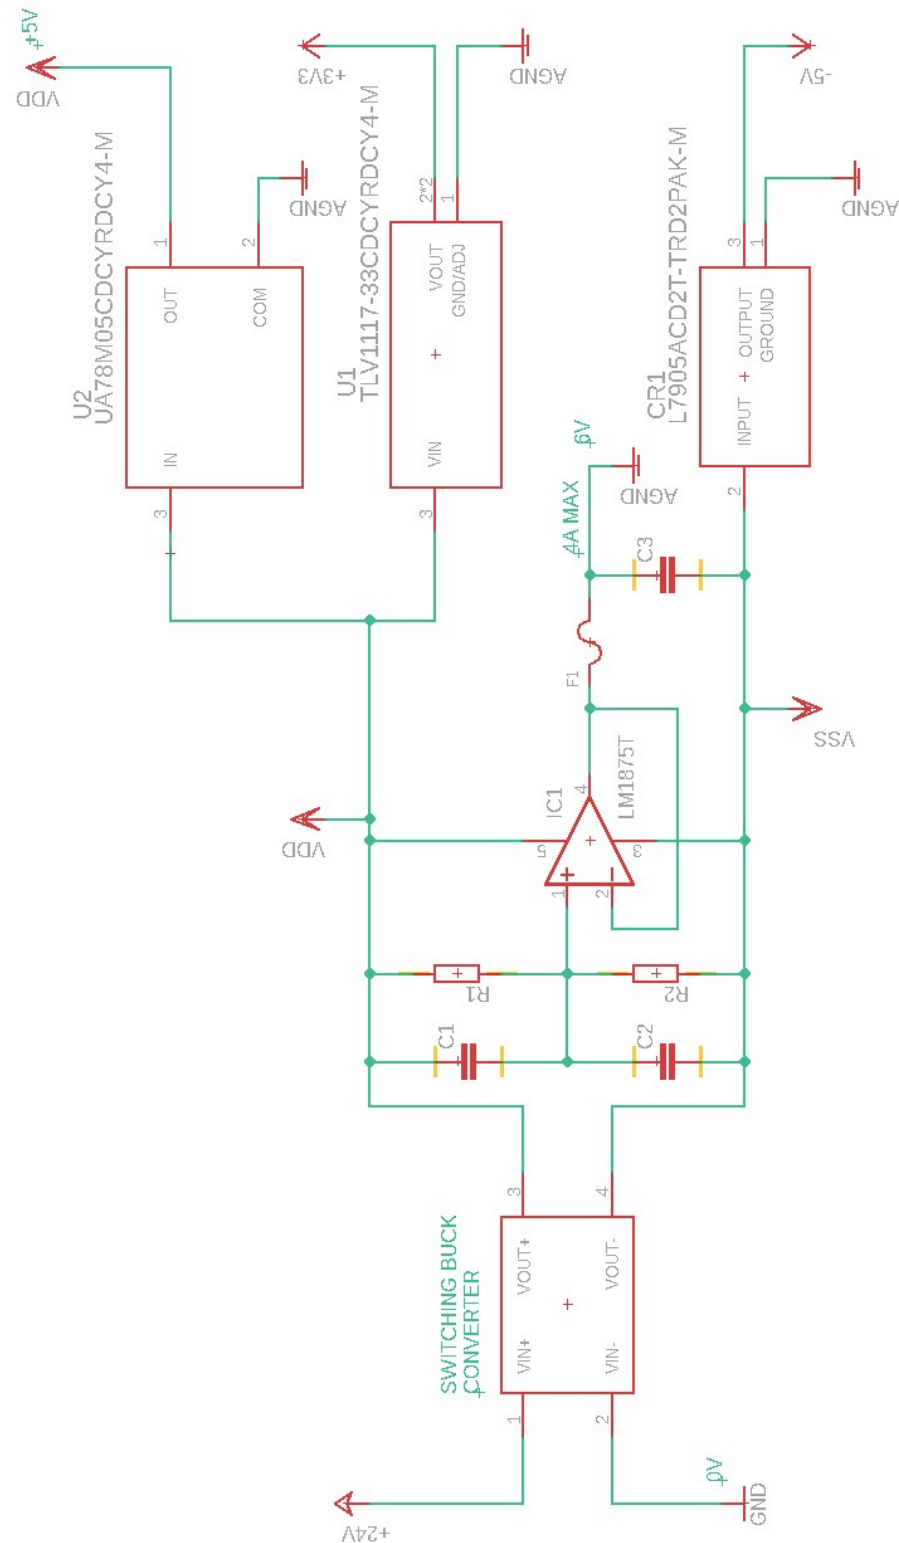 +5V
VDD
U2
UA78M05CDCYRDCY4-M
1
2
OUT
COM
IN
3
AGND
+3V3
AGND
U1
TLV1117-33CDCYRDCY4-M
2*2
1
VOUT
GND/ADJ
VIN
3
-5V
AGND
CR1
L7905ACD2T-TRD2PAK-M
3
1
OUTPUT
GROUND
INPUT
2
6V
AGND
4A MAX
C3
F1
VSS
VDD
IC1
LM1875T
4
5
3
1
2
R1
R2
C1
C2
SWITCHING BUCK
CONVERTER
3
4
VOUT+
VOUT-
VIN+
VIN-
1
2
+24V
0V
GND